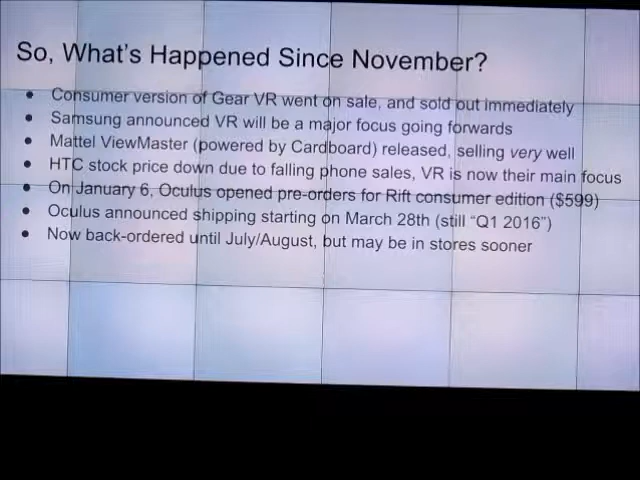 So, What's Happened Since November?
● Consumer version of Gear VR went on sale, and sold out immediately
● Samsung announced VR will be a major focus going forwards
● Mattel ViewMaster (powered by Cardboard) released, selling very well
● HTC stock price down due to falling phone sales, VR is now their main focus
● On January 6, Oculus opened pre-orders for Rift consumer edition ($599)
● Oculus announced shipping starting on March 28th (still “Q1 2016”)
● Now back-ordered until July/August, but may be in stores sooner